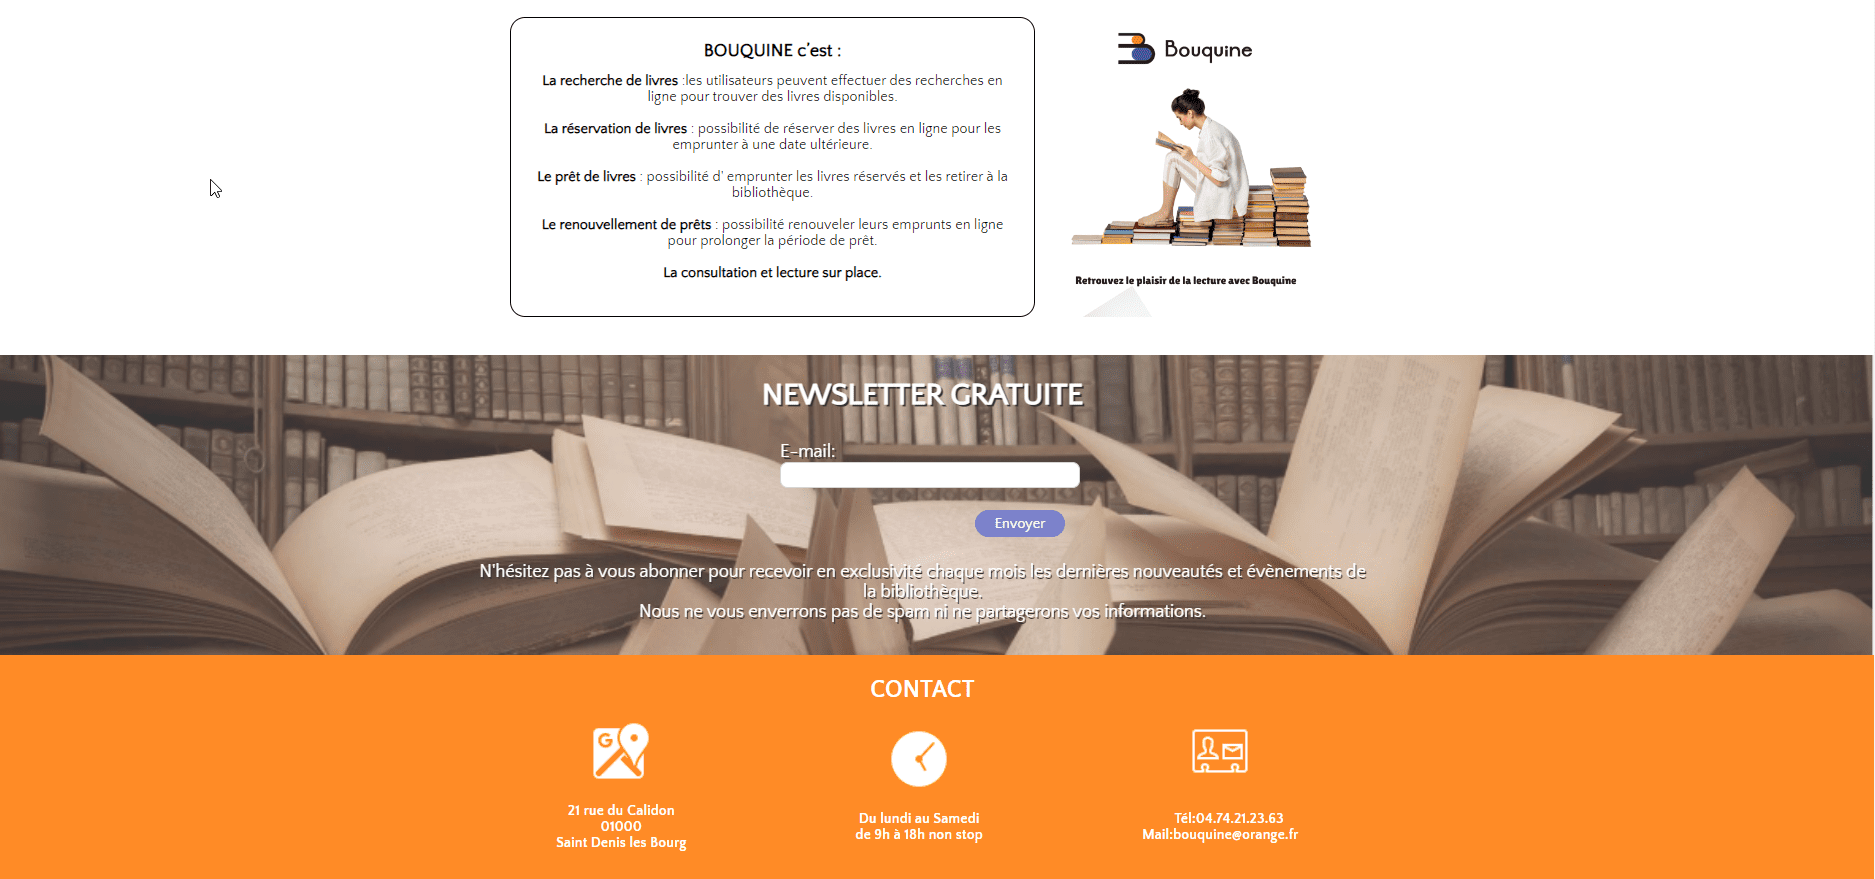 BOUQUINE c'est :
La recherche de livres :les utilisateurs peuvent effectuer des recherches en
ligne pour trouver des livres disponibles.
La réservation de livres : possibilité de réserver des livres en ligne pour les
emprunter à une date ultérieure.
Le prêt de livres : possibilité d' emprunter les livres réservés et les retirer à la
bibliothèque.
Le renouvellement de prêts : possibilité renouveler leurs emprunts en ligne
pour prolonger la période de prêt.
La consultation et lecture sur place.
Bouquine
Retrouvez le plaisir de la lecture avec Bouquine
NEWSLETTER GRATUITE
E-mail:
Envoyer
N'hésitez pas à vous abonner pour recevoir en exclusivité chaque mois les dernières nouveautés et évènements de
la bibliothèque.
Nous ne vous enverrons pas de spam ni ne partagerons vos informations.
CONTACT
G
21 rue du Calidon
01000
Saint Denis les Bourg
Du lundi au Samedi
de 9h à 18h non stop
Tél:04.74.21.23.63
Mail:bouquine@orange.fr